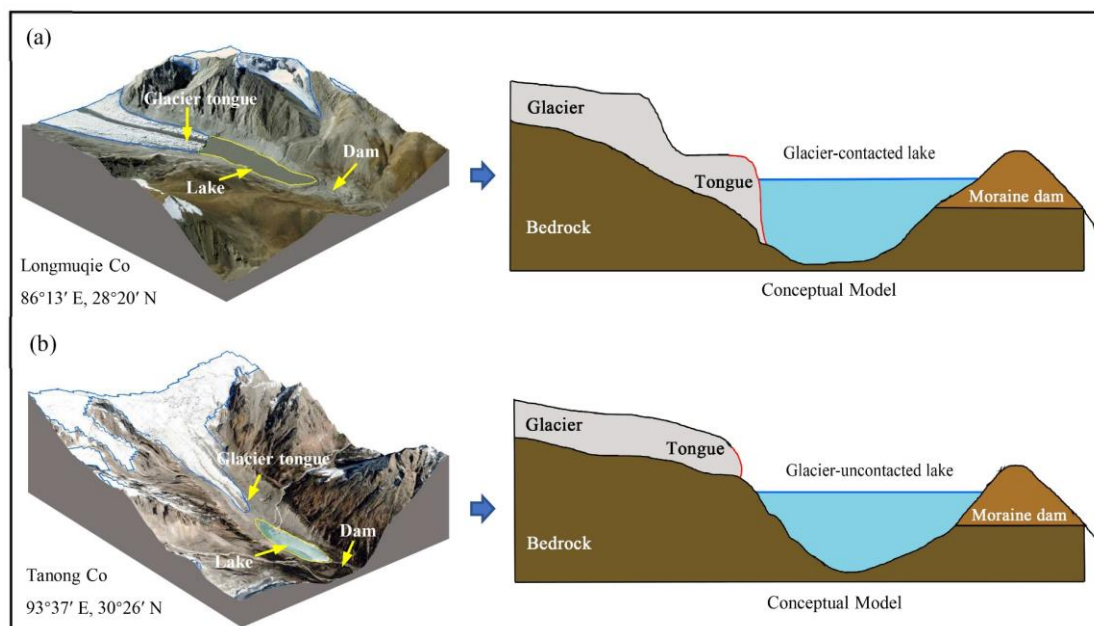 (a)
Glacier tongue
Dam
Lake
Longmuqie Co
86°13′ E, 28°20′ N
Glacier
Glacier-contacted lake
Tongue
Moraine dam
Bedrock
Conceptual Model
(b)
Glacier tongue
Dam
Lake
Tanong Co
93°37′ E, 30°26′ N
Glacier
Tongue
Glacier-uncontacted lake
Moraine dam
Bedrock
Conceptual Model